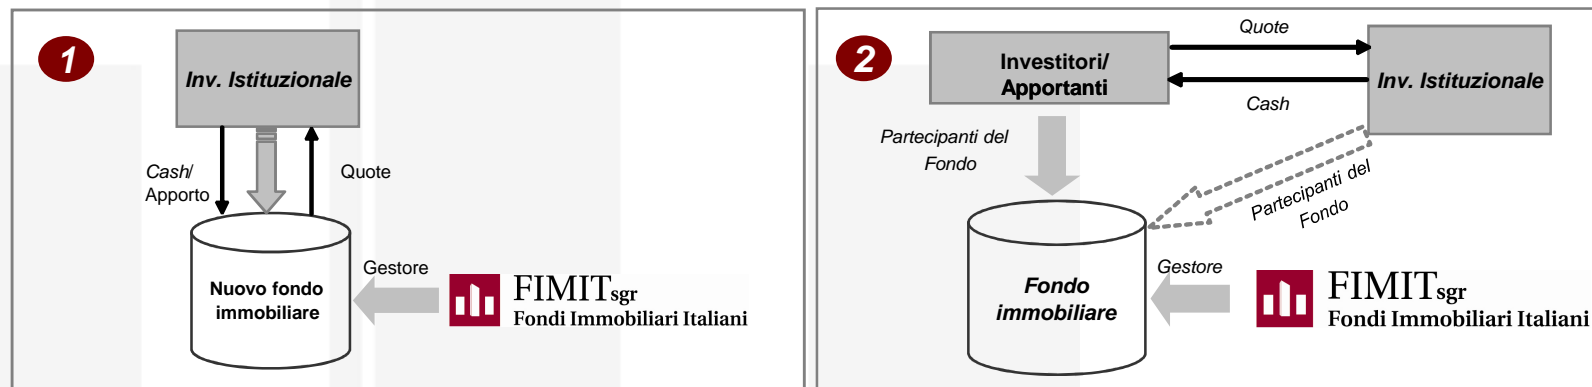 1
Inv. Istituzionale
Cash/
Apporto
Quote
Nuovo fondo
immobiliare
Gestore
FIMITsgr
Fondi Immobiliari Italiani
2
Investitori/
Apportanti
Quote
Cash
Inv. Istituzionale
Partecipanti del
Fondo
Partecipanti del
Fondo
Fondo
immobiliare
Gestore
FIMITsgr
Fondi Immobiliari Italiani